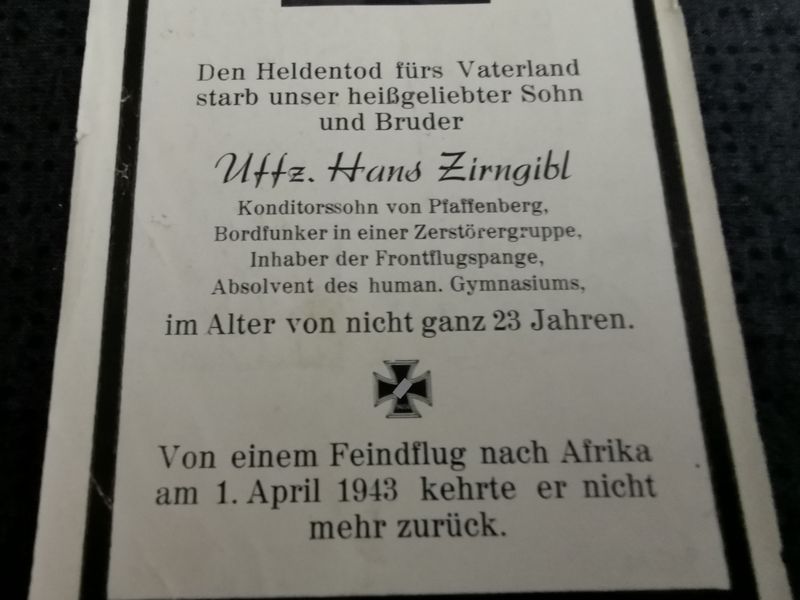 Den Heldentod fürs Vaterland
starb unser heißgeliebter Sohn
und Bruder
Uffz. Hans Zirngibl
Konditorssohn von Pfaffenberg,
Bordfunker in einer Zerstörergruppe,
Inhaber der Frontflugspange,
Absolvent des human. Gymnasiums,
im Alter von nicht ganz 23 Jahren.
Von einem Feindflug nach Afrika
am 1. April 1943 kehrte er nicht
mehr zurück.